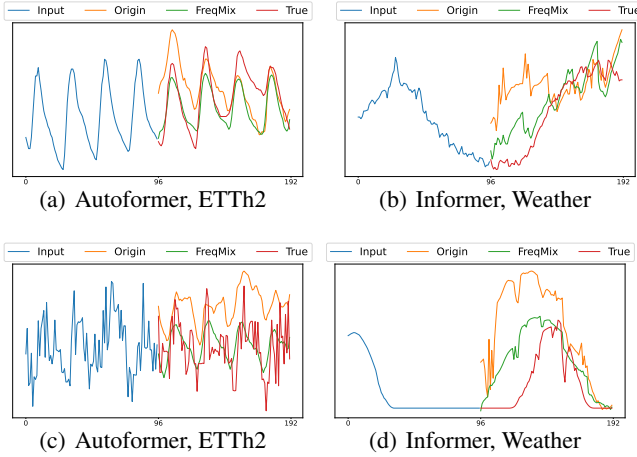 Input Origin FreqMix True
Input Origin FreqMix True
0 96 192
0 96 192
(a) Autoformer, ETTh2
(b) Informer, Weather
Input Origin FreqMix True
Input Origin FreqMix True
0 96 192
0 96 192
(c) Autoformer, ETTh2
(d) Informer, Weather